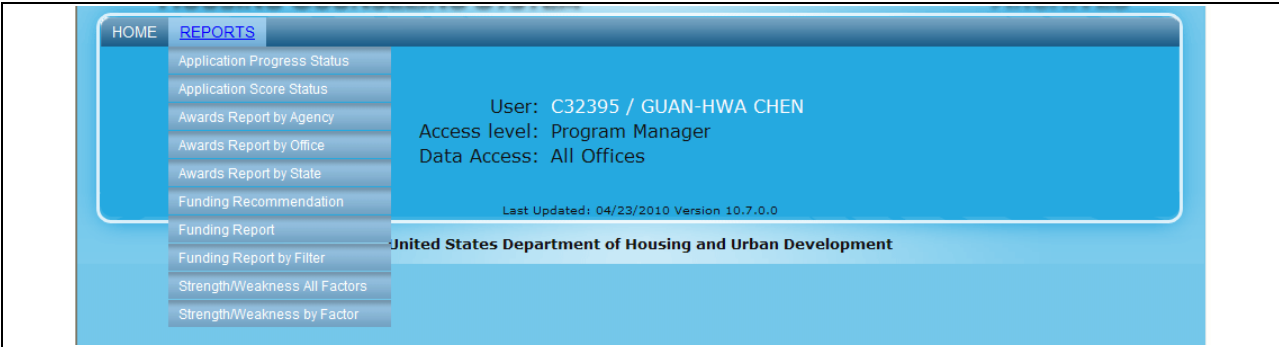 HOME REPORTS
Application Progress Status
Application Score Status
Awards Report by Agency
Awards Report by Office
Awards Report by State
Funding Recommendation
Funding Report
Funding Report by Filter
Strength/Weakness All Factors
Strength/Weakness by Factor
User: C32395 / GUAN-HWA CHEN
Access level: Program Manager
Data Access: All Offices
Last Updated: 04/23/2010 Version 10.7.0.0
United States Department of Housing and Urban Development